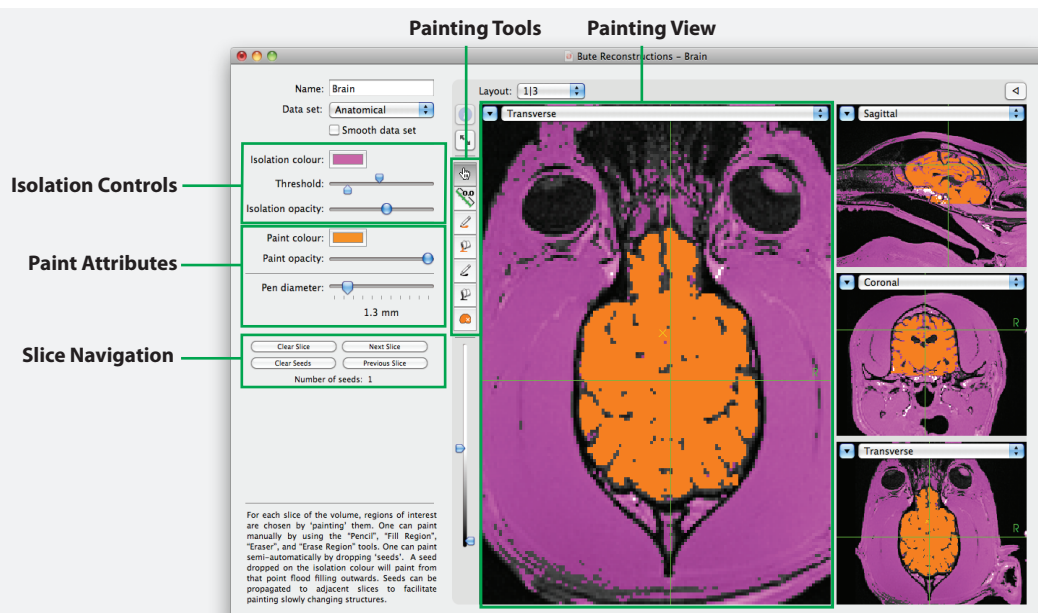 Painting Tools
Painting View
Bute Reconstructions – Brain
Name: Brain
Data set: Anatomical
Smooth data set
Layout: 1|3
Transverse
Sagittal
Isolation Controls
Isolation colour:
Threshold:
Isolation opacity:
0.0
Paint Attributes
Paint colour:
Paint opacity:
Pen diameter:
1.3 mm
Coronal
R
Slice Navigation
Clear Slice
Next Slice
Clear Seeds
Previous Slice
Number of seeds: 1
Transverse
R
For each slice of the volume, regions of interest
are chosen by 'painting' them. One can paint
manually by using the "Pencil", "Fill Region",
"Eraser", and "Erase Region" tools. One can paint
semi-automatically by dropping 'seeds'. A seed
dropped on the isolation colour will paint from
that point flood filling outwards. Seeds can be
propagated to adjacent slices to facilitate
painting slowly changing structures.